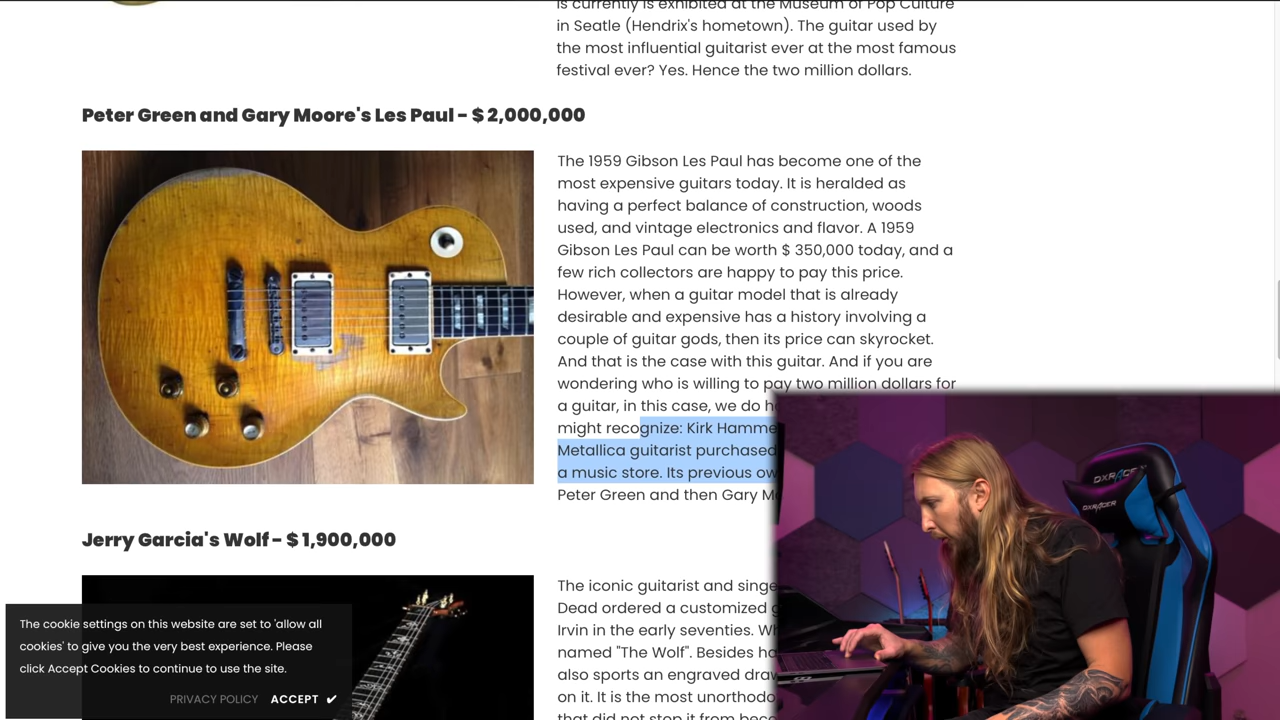 is currently is exhibited at the Museum of Pop Culture
in Seatle (Hendrix's hometown). The guitar used by
the most influential guitarist ever at the most famous
festival ever? Yes. Hence the two million dollars.
Peter Green and Gary Moore's Les Paul - $ 2,000,000
The 1959 Gibson Les Paul has become one of the
most expensive guitars today. It is heralded as
having a perfect balance of construction, woods
used, and vintage electronics and flavor. A 1959
Gibson Les Paul can be worth $ 350,000 today, and a
few rich collectors are happy to pay this price.
However, when a guitar model that is already
desirable and expensive has a history involving a
couple of guitar gods, then its price can skyrocket.
And that is the case with this guitar. And if you are
wondering who is willing to pay two million dollars for
a guitar, in this case, we do
might recognize: Kirk
Metallica guitarist purchased
a music store. Its previous
Peter Green and then Gary
Jerry Garcia's Wolf - $ 1,900,000
The iconic guitarist and
Dead ordered a customized
Irvin in the early seventies.
named "The Wolf". Besides
also sports an engraved
on it. It is the most
that did not stop it from
The cookie settings on this website are set to 'allow all
cookies' to give you the very best experience. Please
click Accept Cookies to continue to use the site.
PRIVACY POLICY ACCEPT ✔
DXRACER
DXRACER